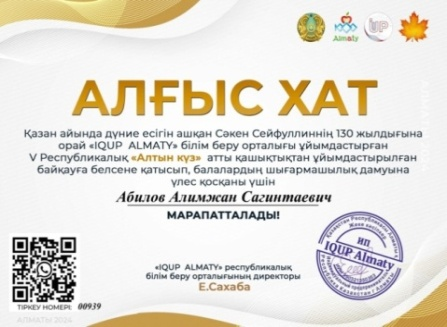 IQUP
Almaty
UP
АЛҒЫС ХАТ
Қазан айында дүние есігін ашқан Сәкен Сейфуллиннің 130 жылдығына
орай «IQUP ALMATY» білім беру орталығы ұйымдастырған
V Республикалық «Алтын күз» атты қашықтықтан ұйымдастырылған
байқауға белсене қатысып, балалардың шығармашылық дамуына
үлес қосқаны үшін
Абилов Алимжан Сагинтаевич
МАРАПАТТАЛАДЫ!
«IQUP ALMATY» республикалық
білім беру орталығының директоры
Е.Сахаба
ИП
IQUP Almaty
ТІРКЕУ НОМЕРІ: 00939
АЛМАТЫ 2024